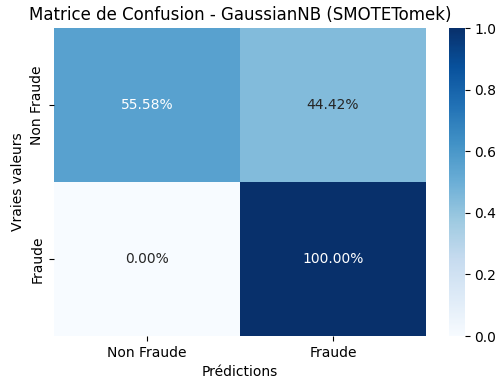 Matrice de Confusion - GaussianNB (SMOTETomek)
Vraies valeurs
Non Fraude
55.58%
44.42%
Fraude
0.00%
100.00%
Non Fraude
Fraude
Prédictions
1.0
0.8
0.6
0.4
0.2
0.0